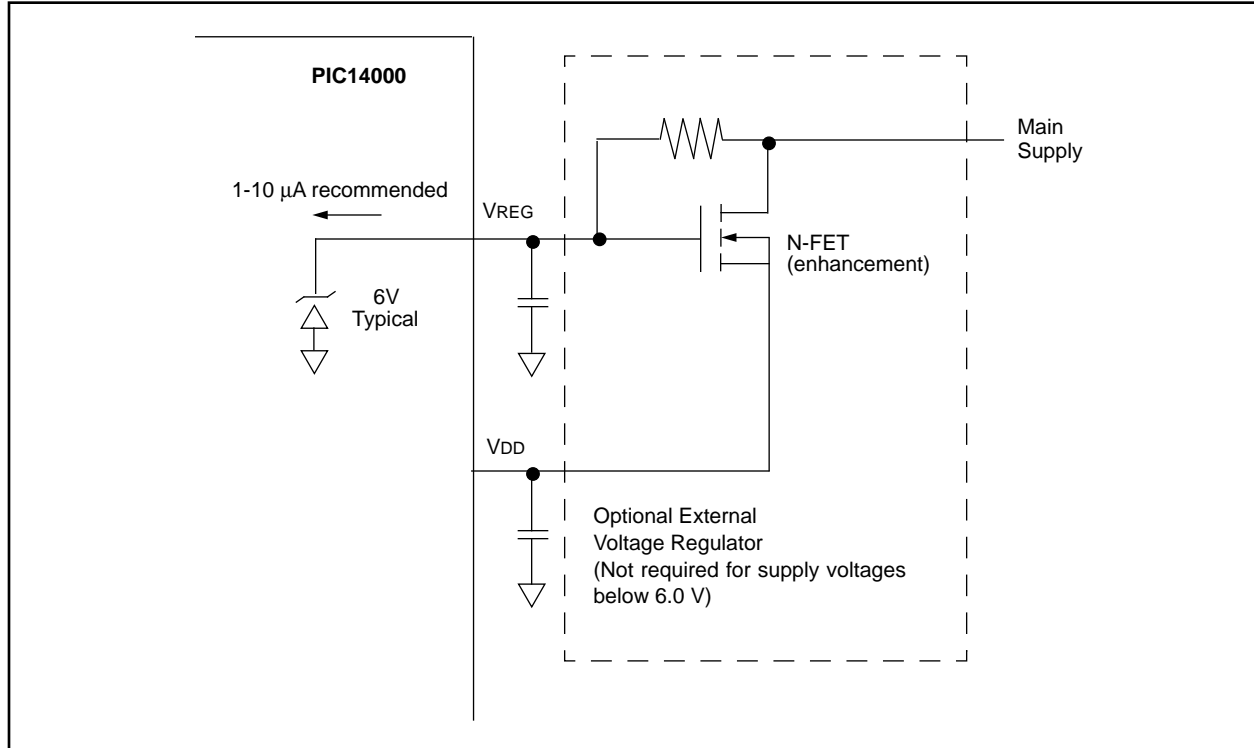 PIC14000
Main
Supply
1-10 μA recommended
VREG
N-FET
(enhancement)
6V
Typical
VDD
Optional External
Voltage Regulator
(Not required for supply voltages
below 6.0 V)